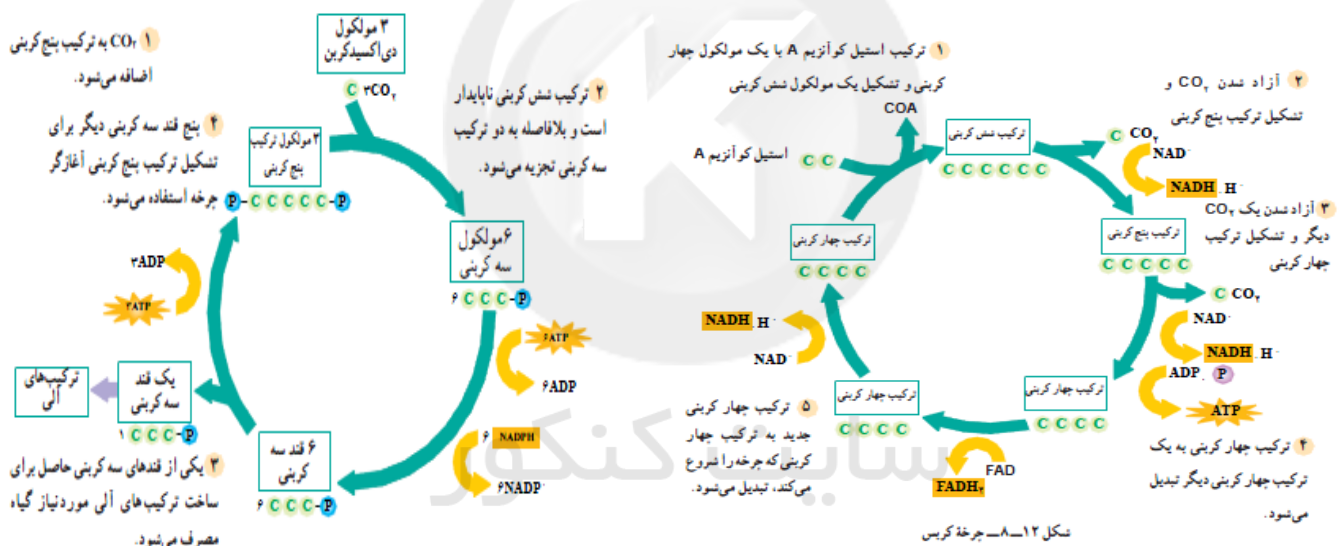 ۳ مولکول
دی‌اکسیدکربن
C ۳CO۲
۱ CO۲ به ترکیب پنج کربنی
اضافه می‌شود.
۲ ترکیب شش کربنی ناپایدار
است و بلافاصله به دو ترکیب
سه کربنی تجزیه می‌شود.
۴ پنج قند سه کربنی دیگر برای
تشکیل ترکیب پنج کربنی آغازگر
چرخه استفاده می‌شود.
۳ مولکول ترکیب
پنج کربنی
P-C C C C C-P
۶مولکول
سه کربنی
۶ C C C-P
۳ADP
۳ATP
۶ATP
۶ADP
۶ NADPH
۶NADP⁻
ترکیب‌های
آلی
یک قند
سه کربنی
۱ C C C-P
۶ قند سه
کربنی
۶ C C C-P
۳ یکی از قندهای سه کربنی حاصل برای
ساخت ترکیب‌های آلی موردنیاز گیاه
مصرف می‌شود.
۱ ترکیب استیل کوآنزیم A با یک مولکول چهار
کربنی و تشکیل یک مولکول شش کربنی
COA
استیل کوآنزیم A
C C
ترکیب شش کربنی
C C C C C C
۲ آزاد شدن CO۲ و
تشکیل ترکیب پنج کربنی
C CO۲
NAD⁻
NADH . H⁻
۳ آزاد شدن یک CO۲
دیگر و تشکیل ترکیب
چهار کربنی
ترکیب پنج کربنی
C C C C C
C CO۲
NAD⁻
NADH . H⁻
ADP . P
ATP
ترکیب چهار کربنی
C C C C
NADH . H⁻
NAD⁻
ترکیب چهار کربنی
C C C C
ترکیب چهار کربنی
C C C C
FAD
FADH۲
۵ ترکیب چهار کربنی
جدید به ترکیب چهار
کربنی که چرخه را شروع
می‌کند، تبدیل می‌شود.
۴ ترکیب چهار کربنی به یک
ترکیب چهار کربنی دیگر تبدیل
می‌شود.
شکل ۱۲ــ۸ــ چرخهٔ کربس
سایت کنکور